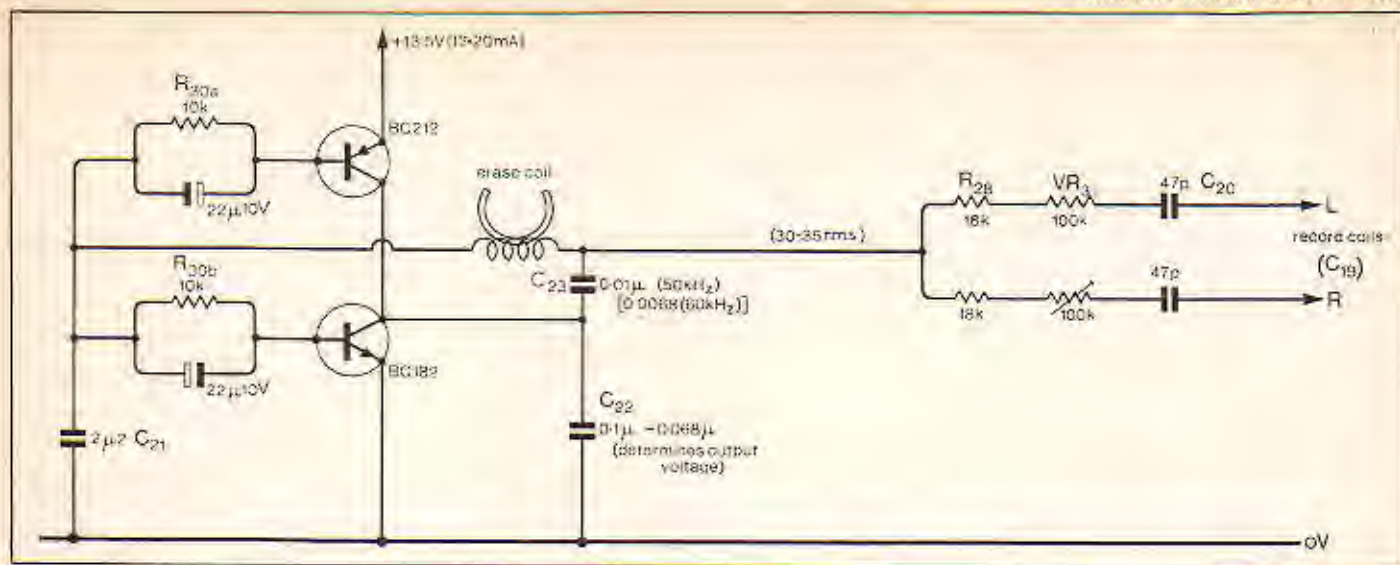 +13·5V(13-20mA)
R30a
10k
BC212
22μ10V
erase coil
R28
18k
VR3
100k
47p
C20
L
(30-35rms)
record coils
(C19)
R30b
10k
C23
0·01μ (50kHz)
[0·0068(60kHz)]
47p
R
18k
100k
BC182
22μ10V
C22
0·1μ -0·068μ
(determines output
voltage)
2μ2 C21
0V